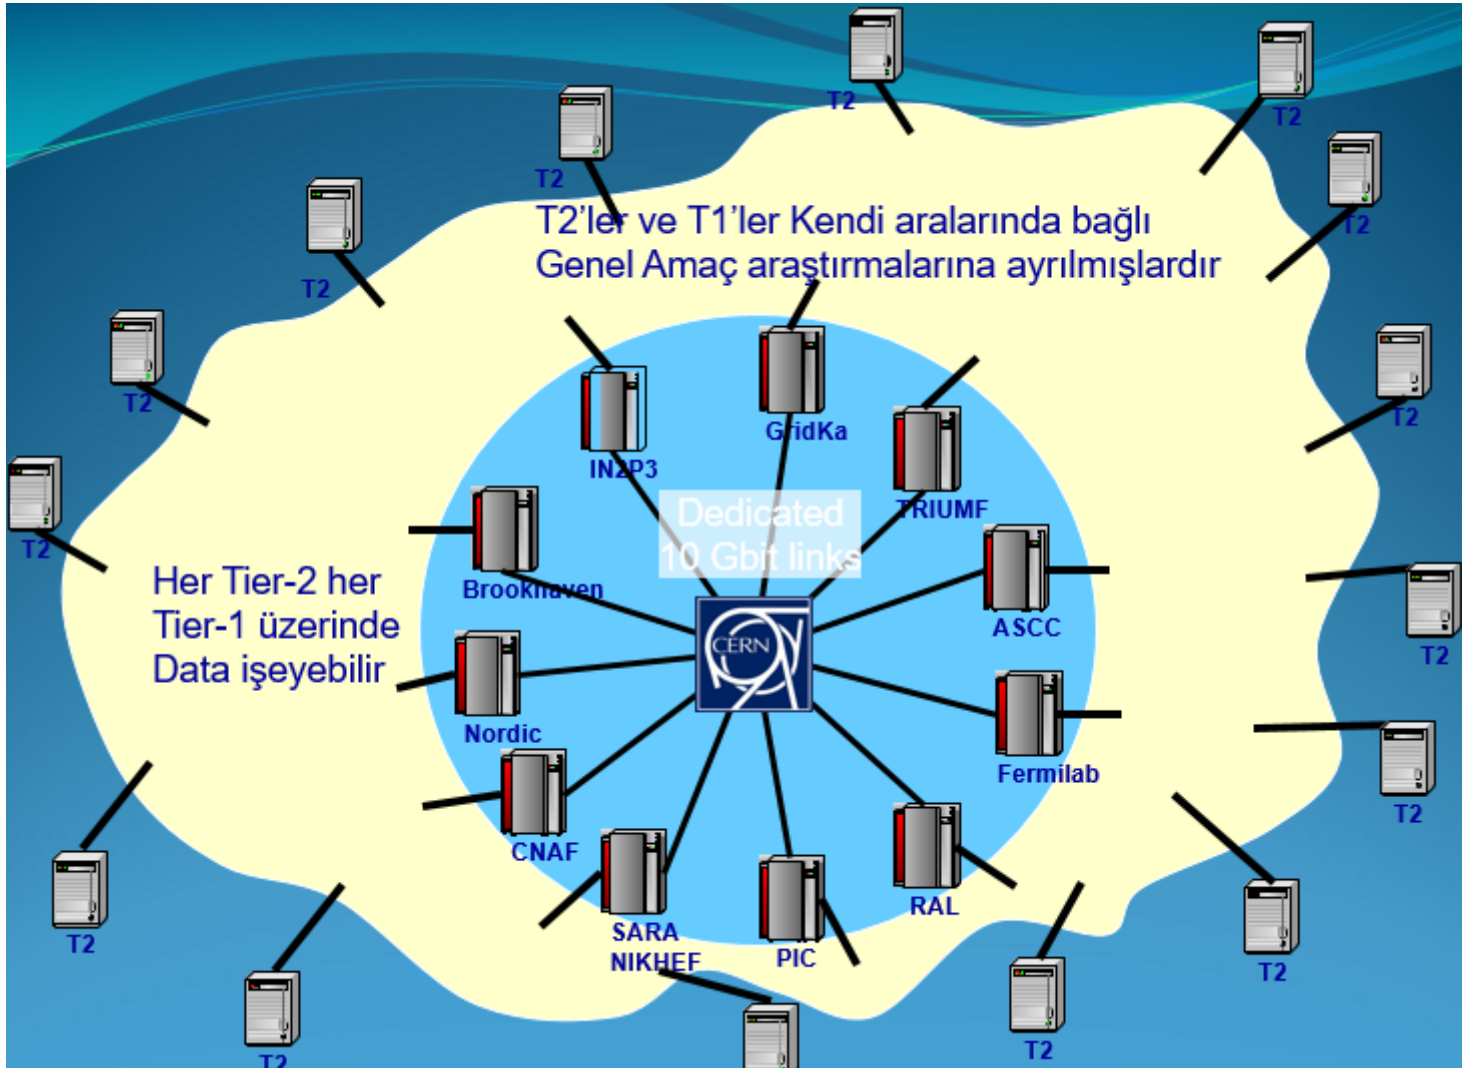 T2
T2
T2
T2
T2
T2'ler ve T1'ler Kendi aralarında bağlı
Genel Amaç araştırmalarına ayrılmışlardır
T2
T2
T2
GridKa
IN2P3
TRIUMF
Dedicated
10 Gbit links
T2
Brookhaven
Her Tier-2 her
Tier-1 üzerinde
Data işeyebilir
CERN
ASCC
T2
Nordic
Fermilab
T2
CNAF
RAL
SARA
NIKHEF
PIC
T2
T2
T2
T2